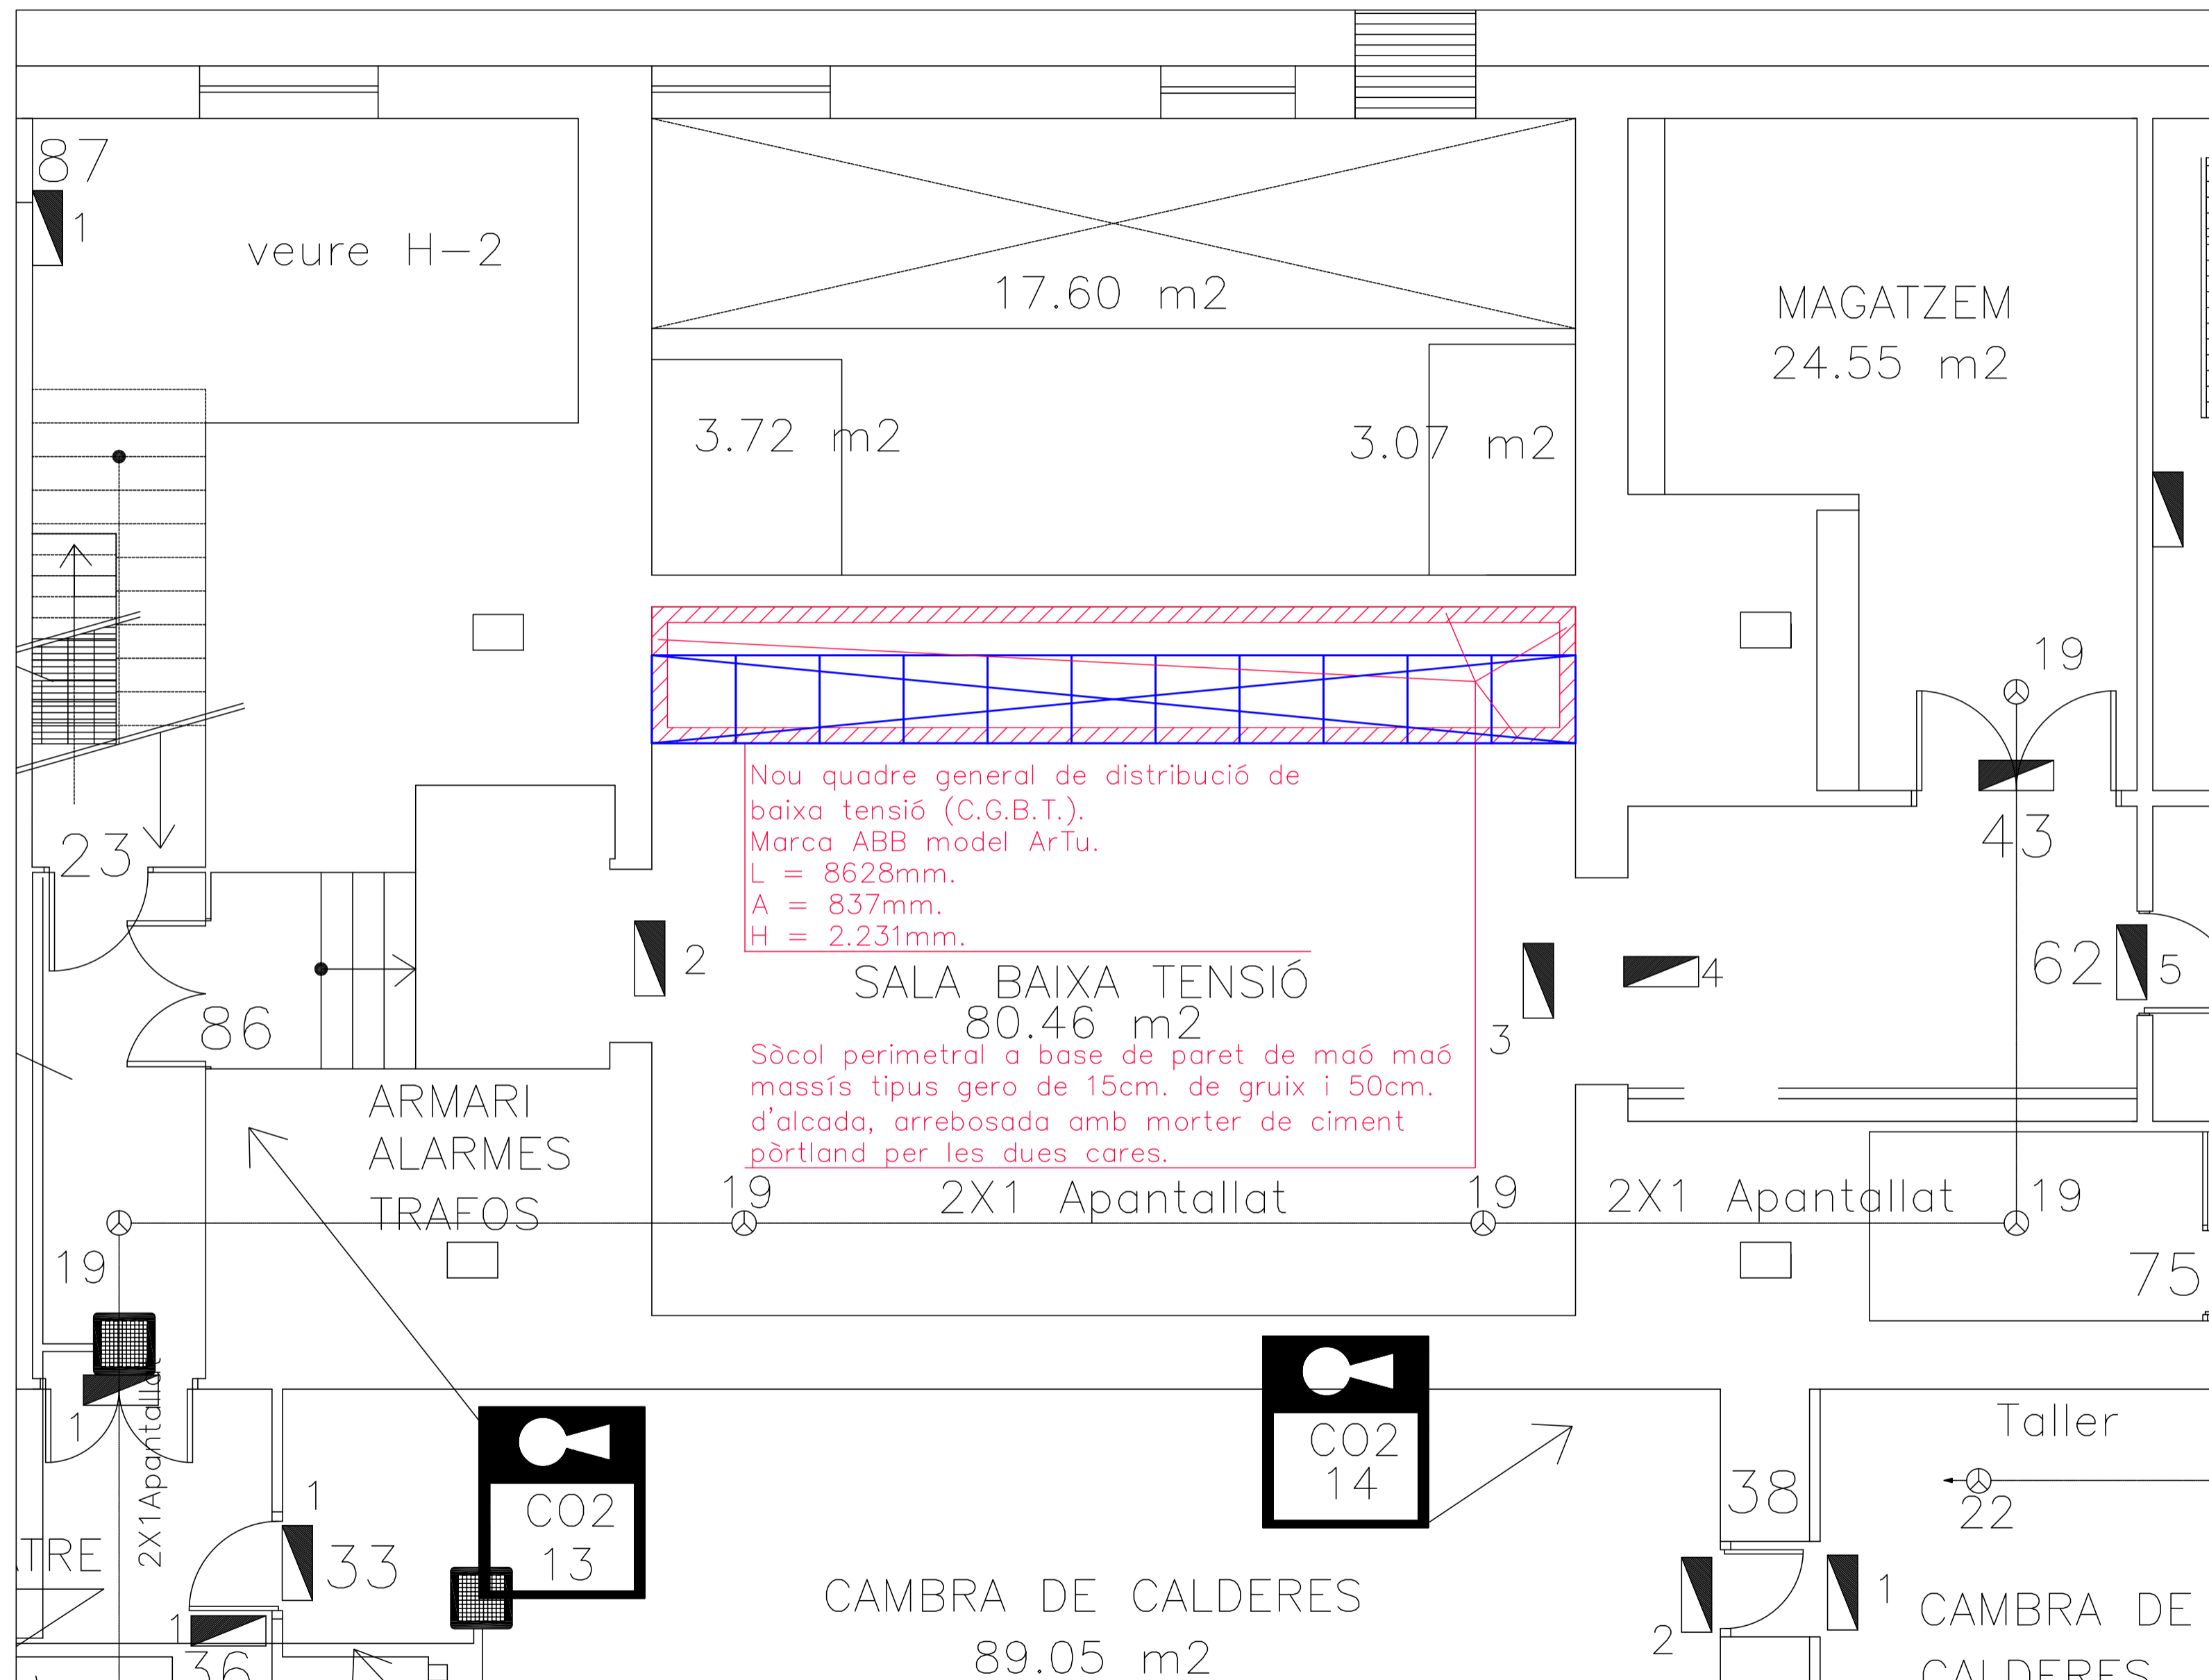 87
1
veure H-2
17.60 m2
MAGATZEM
24.55 m2
3.72 m2
3.07 m2
19
23
43
Nou quadre general de distribució de
baixa tensió (C.G.B.T.).
Marca ABB model ArTu.
L = 8628mm.
A = 837mm.
H = 2.231mm.
2
SALA BAIXA TENSIÓ
80.46 m2
3
4
62
5
86
Sòcol perimetral a base de paret de maó maó
massís tipus gero de 15cm. de gruix i 50cm.
d'alcada, arrebosada amb morter de ciment
pòrtland per les dues cares.
ARMARI
ALARMES
TRAFOS
19
2X1 Apantallat
19
2X1 Apantallat
19
19
75
1
2X1Apantallat
CO2
14
Taller
1
CO2
13
38
22
TRE
33
1
36
CAMBRA DE CALDERES
89.05 m2
2
1
CAMBRA DE
CALDERES